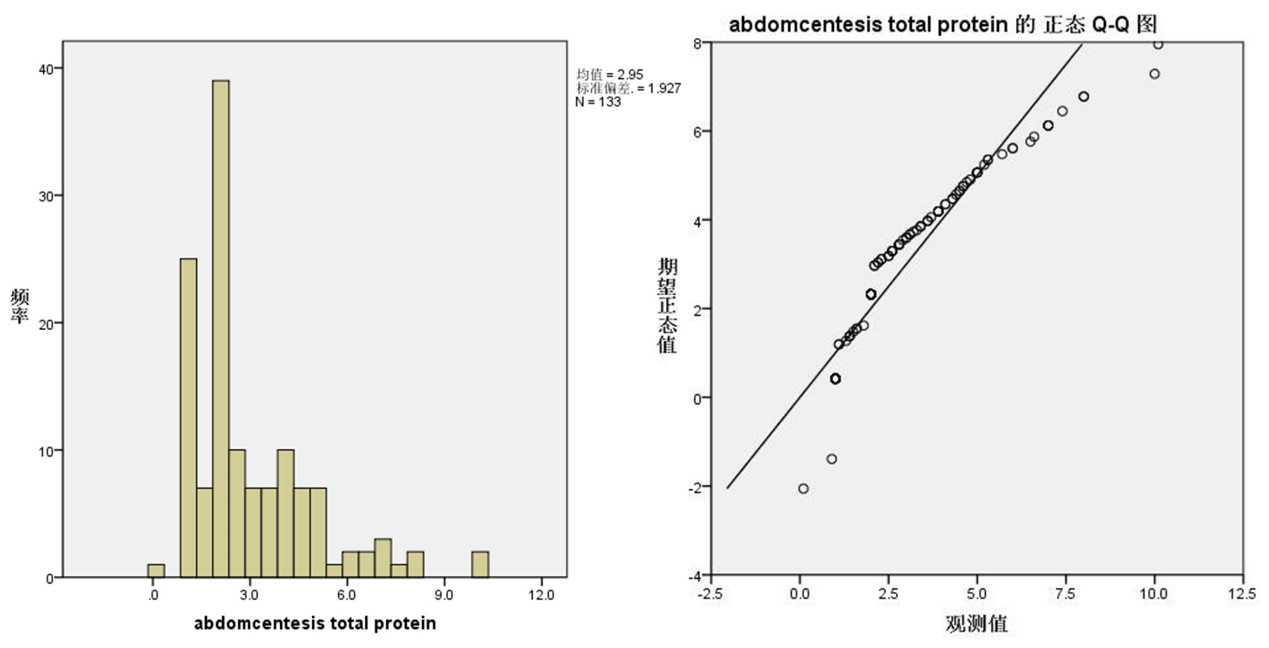 40
30
20
10
0
频率
.0 3.0 6.0 9.0 12.0
abdomcentesis total protein
均值 = 2.95
标准偏差. = 1.927
N = 133
abdomcentesis total protein 的 正态 Q-Q 图
8
6
4
2
0
-2
-4
期望正态值
-2.5 0.0 2.5 5.0 7.5 10.0 12.5
观测值